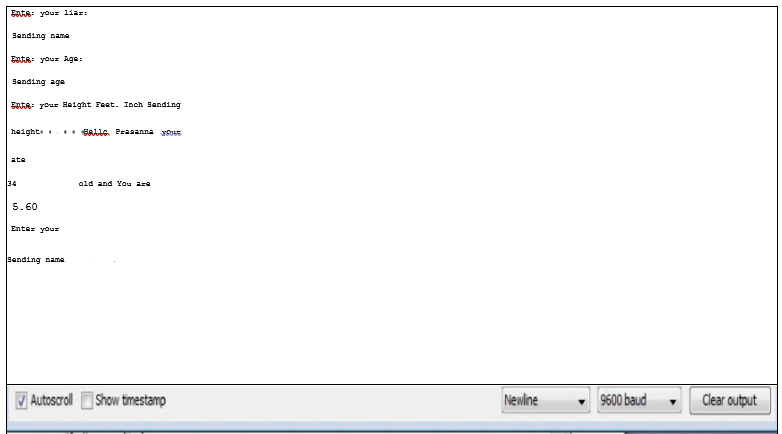 Ente: your liar:
Sending name
Ente: your Age:
Sending age
Ente: your Height Feet. Inch Sending
height• • . • • •Hello. Prasanna your
ate
34 old and You are
5.60
Enter your
Sending name
Autoscroll Show timestamp Newline 9600 baud Clear output